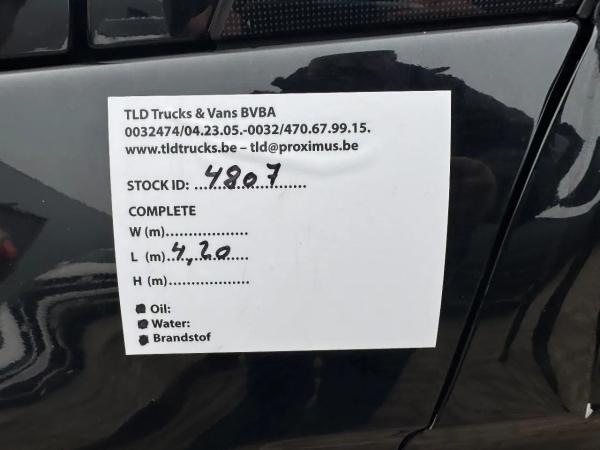 TLD Trucks & Vans BVBA
0032474/04.23.05.-0032/470.67.99.15.
www.tldtrucks.be – tld@proximus.be
STOCK ID: ...4807...
COMPLETE
W (m)....................
L (m)..4,20..
H (m)....................
Oil:
Water:
Brandstof